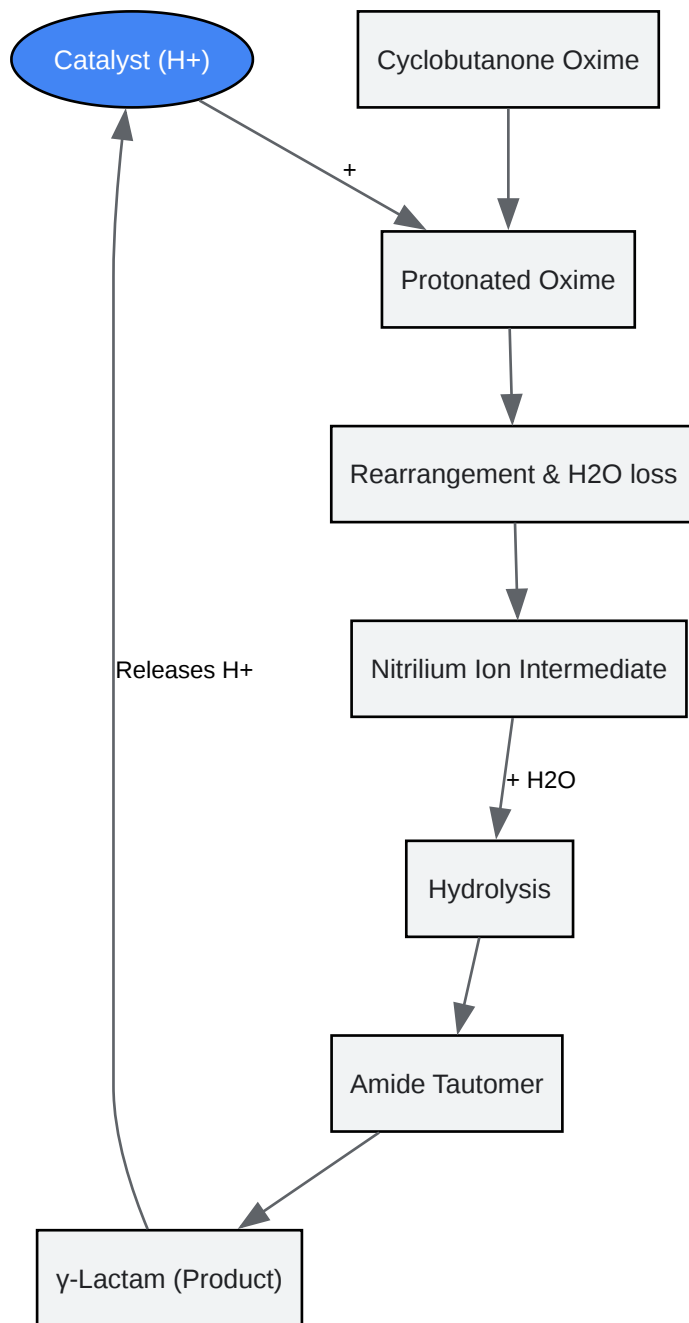 Catalyst (H+)
Cyclobutanone Oxime
+
Protonated Oxime
Rearrangement & H2O loss
Nitrilium Ion Intermediate
Releases H+
+ H2O
Hydrolysis
Amide Tautomer
γ-Lactam (Product)